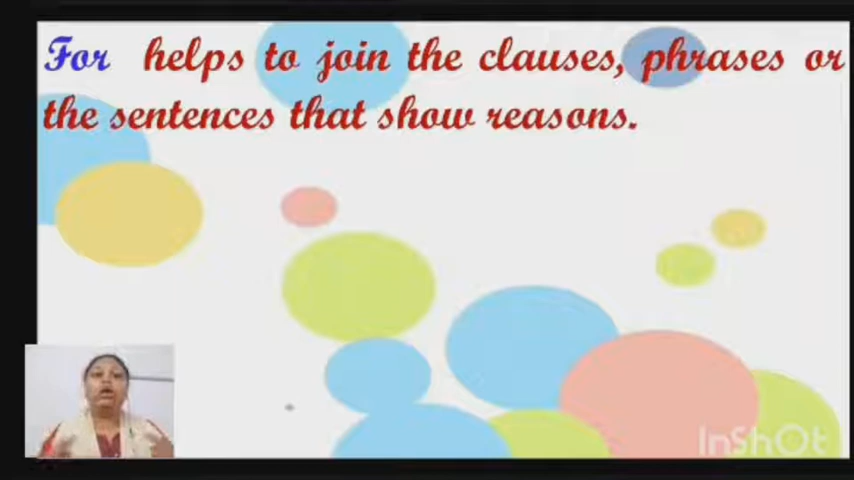 For helps to join the clauses, phrases or
the sentences that show reasons.
InShOt